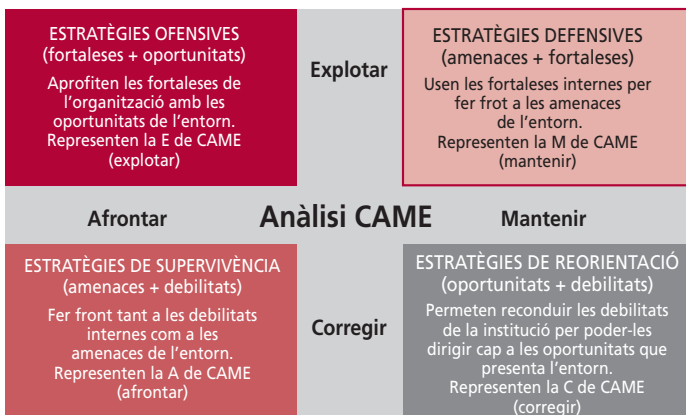 ESTRATÈGIES OFENSIVES
(fortaleses + oportunitats)
Aprofiten les fortaleses de
l'organització amb les
oportunitats de l'entorn.
Representen la E de CAME
(explotar)
Explotar
ESTRATÈGIES DEFENSIVES
(amenaces + fortaleses)
Usen les fortaleses internes per
fer frot a les amenaces
de l'entorn.
Representen la M de CAME
(mantenir)
Afrontar
Anàlisi CAME
Mantenir
ESTRATÈGIES DE SUPERVIVÈNCIA
(amenaces + debilitats)
Fer front tant a les debilitats
internes com a les
amenaces de l'entorn.
Representen la A de CAME
(afrontar)
Corregir
ESTRATÈGIES DE REORIENTACIÓ
(oportunitats + debilitats)
Permeten reconduir les debilitats
de la institució per poder-les
dirigir cap a les oportunitats que
presenta l'entorn.
Representen la C de CAME
(corregir)